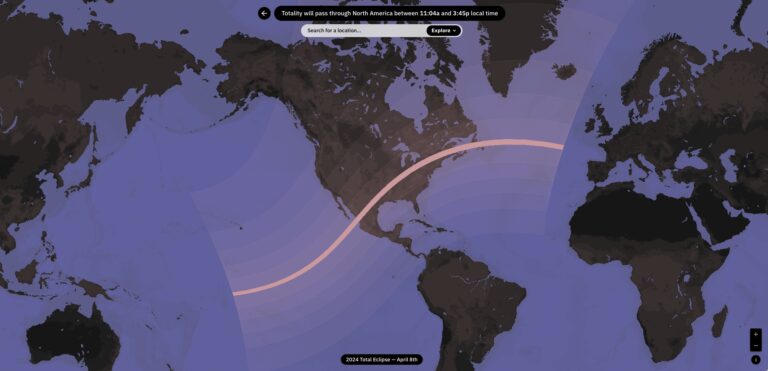 Totality will pass through North America between 11:04a and 3:45p local time
Search for a location...
Explore
2024 Total Eclipse — April 8th